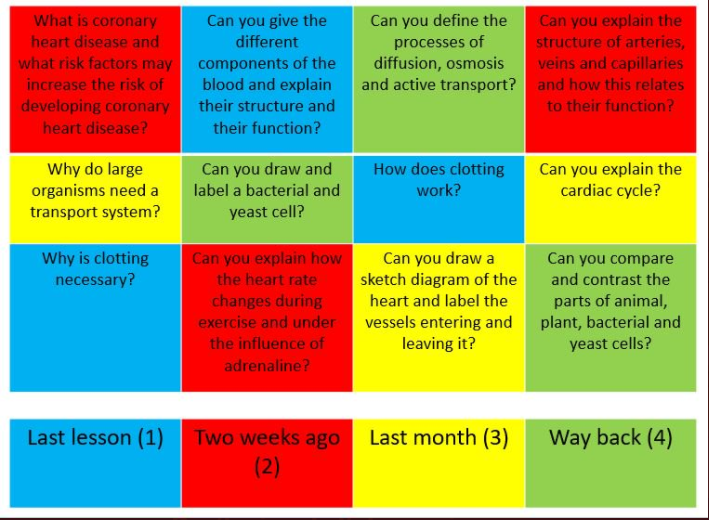 What is coronary
heart disease and
what risk factors may
increase the risk of
developing coronary
heart disease?
Can you give the
different
components of the
blood and explain
their structure and
their function?
Can you define the
processes of
diffusion, osmosis
and active transport?
Can you explain the
structure of arteries,
veins and capillaries
and how this relates
to their function?
Why do large
organisms need a
transport system?
Can you draw and
label a bacterial and
yeast cell?
How does clotting
work?
Can you explain the
cardiac cycle?
Why is clotting
necessary?
Can you explain how
the heart rate
changes during
exercise and under
the influence of
adrenaline?
Can you draw a
sketch diagram of the
heart and label the
vessels entering and
leaving it?
Can you compare
and contrast the
parts of animal,
plant, bacterial and
yeast cells?
Last lesson (1)
Two weeks ago
(2)
Last month (3)
Way back (4)